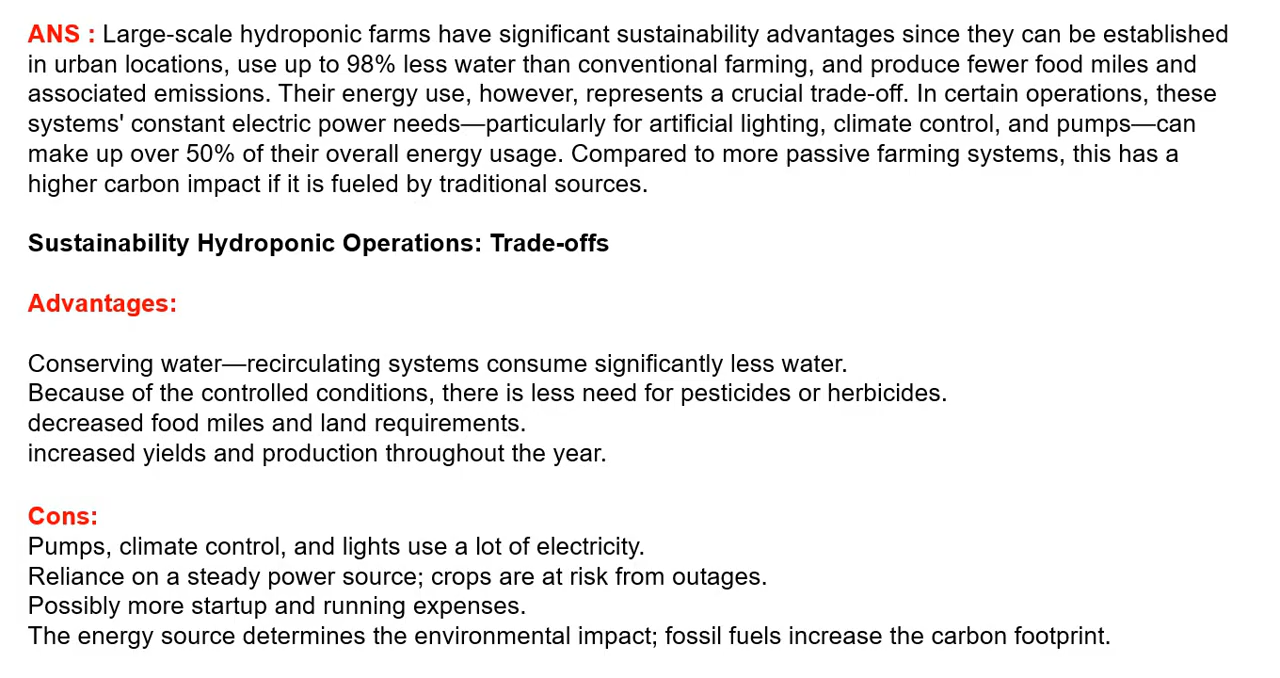 ANS : Large-scale hydroponic farms have significant sustainability advantages since they can be established
in urban locations, use up to 98% less water than conventional farming, and produce fewer food miles and
associated emissions. Their energy use, however, represents a crucial trade-off. In certain operations, these
systems' constant electric power needs—particularly for artificial lighting, climate control, and pumps—can
make up over 50% of their overall energy usage. Compared to more passive farming systems, this has a
higher carbon impact if it is fueled by traditional sources.
Sustainability Hydroponic Operations: Trade-offs
Advantages:
Conserving water—recirculating systems consume significantly less water.
Because of the controlled conditions, there is less need for pesticides or herbicides.
decreased food miles and land requirements.
increased yields and production throughout the year.
Cons:
Pumps, climate control, and lights use a lot of electricity.
Reliance on a steady power source; crops are at risk from outages.
Possibly more startup and running expenses.
The energy source determines the environmental impact; fossil fuels increase the carbon footprint.